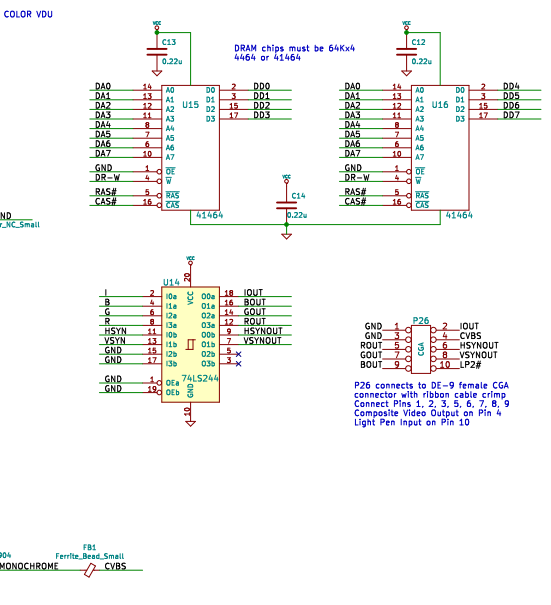 COLOR VDU
VCC
C13
0.22u
DRAM chips must be 64Kx4
4464 or 41464
VCC
C12
0.22u
DA0 14 A0 U15 D0 2 DD0
DA1 13 A1 D1 3 DD1
DA2 12 A2 D2 15 DD2
DA3 11 A3 D3 17 DD3
DA4 8 A4
DA5 7 A5
DA6 6 A6
DA7 10 A7
GND 1 OE
DR-W 4 W
RAS# 5 RAS
CAS# 16 CAS
41464
DA0 14 A0 U16 D0 2 DD4
DA1 13 A1 D1 3 DD5
DA2 12 A2 D2 15 DD6
DA3 11 A3 D3 17 DD7
DA4 8 A4
DA5 7 A5
DA6 6 A6
DA7 10 A7
GND 1 OE
DR-W 4 W
RAS# 5 RAS
CAS# 16 CAS
41464
VCC
C14
0.22u
ND
r_NC_Small
VCC
U14
20
VCC
I 2 I0a O0a 18 IOUT
B 4 I1a O1a 16 BOUT
G 6 I2a O2a 14 GOUT
R 8 I3a O3a 12 ROUT
HSYN 11 I0b O0b 9 HSYNOUT
VSYN 13 I1b O1b 7 VSYNOUT
GND 15 I2b O2b 5
GND 17 I3b O3b 3
GND 1 OEa 74LS244
GND 19 OEb
GND
10
P26
GND 1 2 IOUT
GND 3 4 CVBS
ROUT 5 6 HSYNOUT
GOUT 7 8 VSYNOUT
BOUT 9 10 LP2#
CGA
P26 connects to DE-9 female CGA
connector with ribbon cable crimp
Connect Pins 1, 2, 3, 5, 6, 7, 8, 9
Composite Video Output on Pin 4
Light Pen Input on Pin 10
904
FB1
Ferrite_Bead_Small
MONOCHROME CVBS